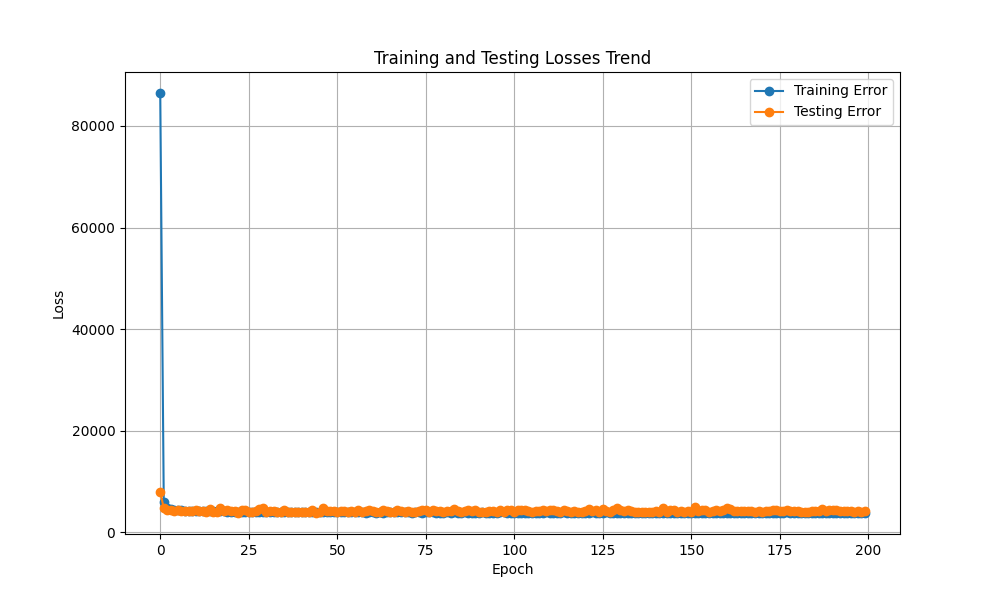 Training and Testing Losses Trend
Training Error
Testing Error
80000
60000
40000
20000
0
Loss
0 25 50 75 100 125 150 175 200
Epoch